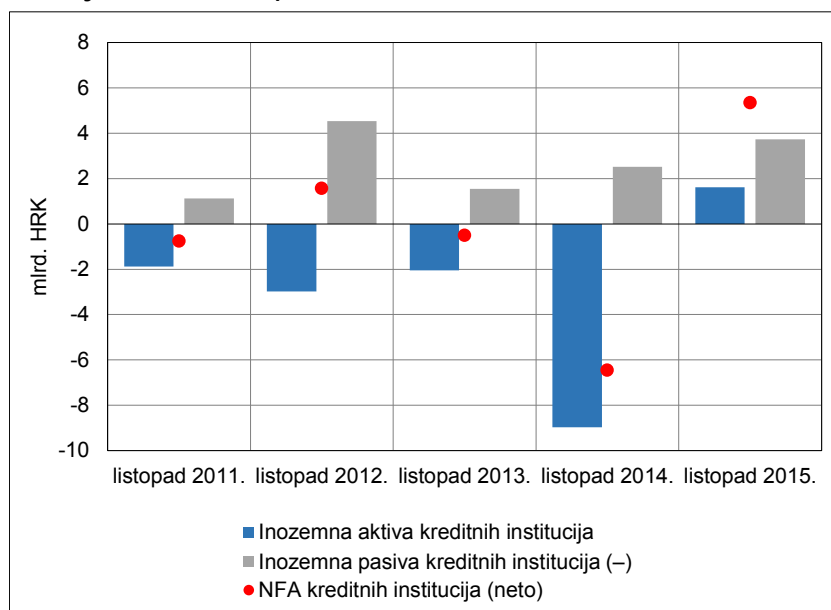 8
6
4
2
0
-2
-4
-6
-8
-10
mlrd. HRK
listopad 2011. listopad 2012. listopad 2013. listopad 2014. listopad 2015.
Inozemna aktiva kreditnih institucija
Inozemna pasiva kreditnih institucija (–)
NFA kreditnih institucija (neto)